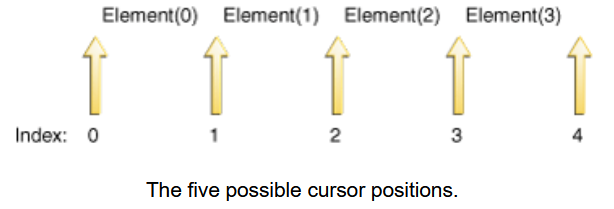 Element(0) Element(1) Element(2) Element(3)
Index: 0 1 2 3 4
The five possible cursor positions.